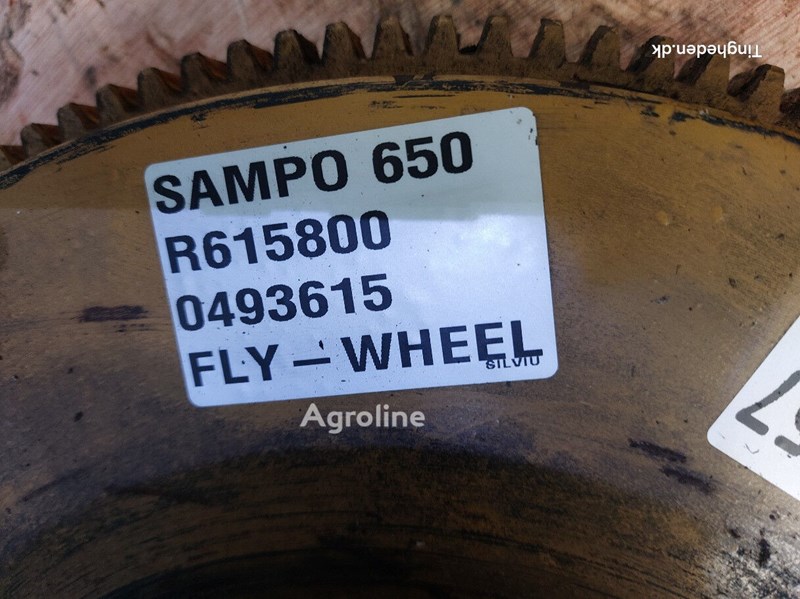 Tingheden.dk
SAMPO 650
R615800
0493615
FLY-WHEEL
SILVIU
Agroline